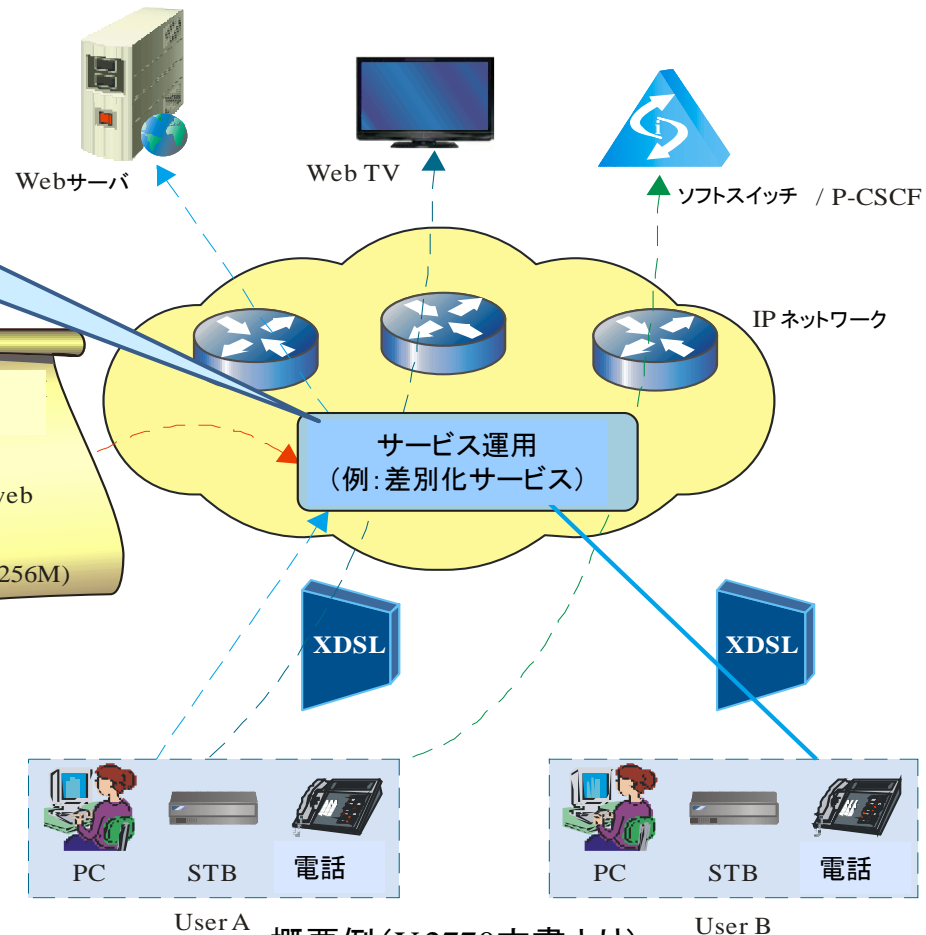 Webサーバ
Web TV
ソフトスイッチ / P-CSCF
IP ネットワーク
サービス運用
（例：差別化サービス）
256M)
XDSL
XDSL
PC
STB
電話
PC
STB
電話
User A
User B